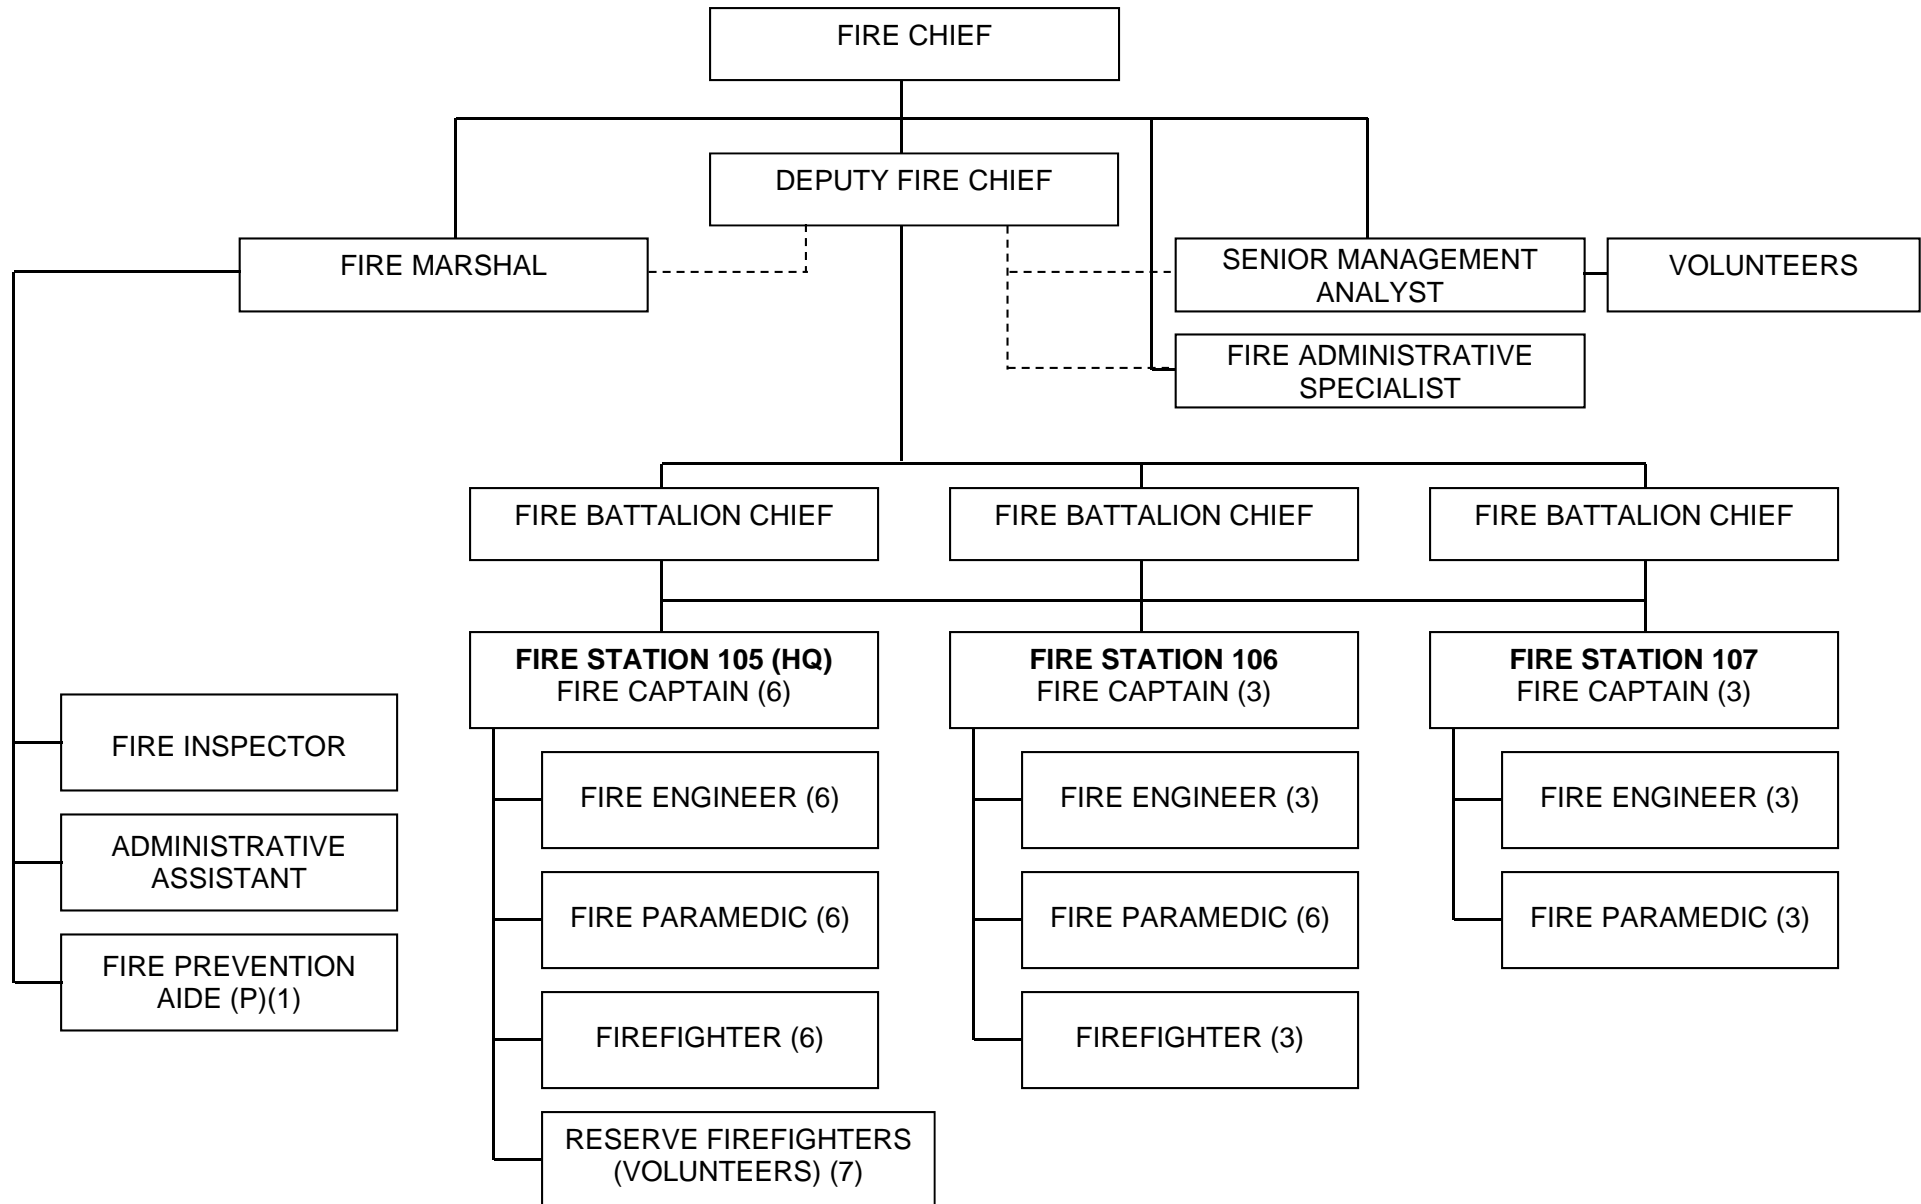 FIRE CHIEF
DEPUTY FIRE CHIEF
FIRE MARSHAL
SENIOR MANAGEMENT
ANALYST
VOLUNTEERS
FIRE ADMINISTRATIVE
SPECIALIST
FIRE BATTALION CHIEF
FIRE BATTALION CHIEF
FIRE BATTALION CHIEF
FIRE INSPECTOR
ADMINISTRATIVE
ASSISTANT
FIRE PREVENTION
AIDE (P)(1)
FIRE STATION 105 (HQ)
FIRE CAPTAIN (6)
FIRE ENGINEER (6)
FIRE PARAMEDIC (6)
FIREFIGHTER (6)
RESERVE FIREFIGHTERS
(VOLUNTEERS) (7)
FIRE STATION 106
FIRE CAPTAIN (3)
FIRE ENGINEER (3)
FIRE PARAMEDIC (6)
FIREFIGHTER (3)
FIRE STATION 107
FIRE CAPTAIN (3)
FIRE ENGINEER (3)
FIRE PARAMEDIC (3)